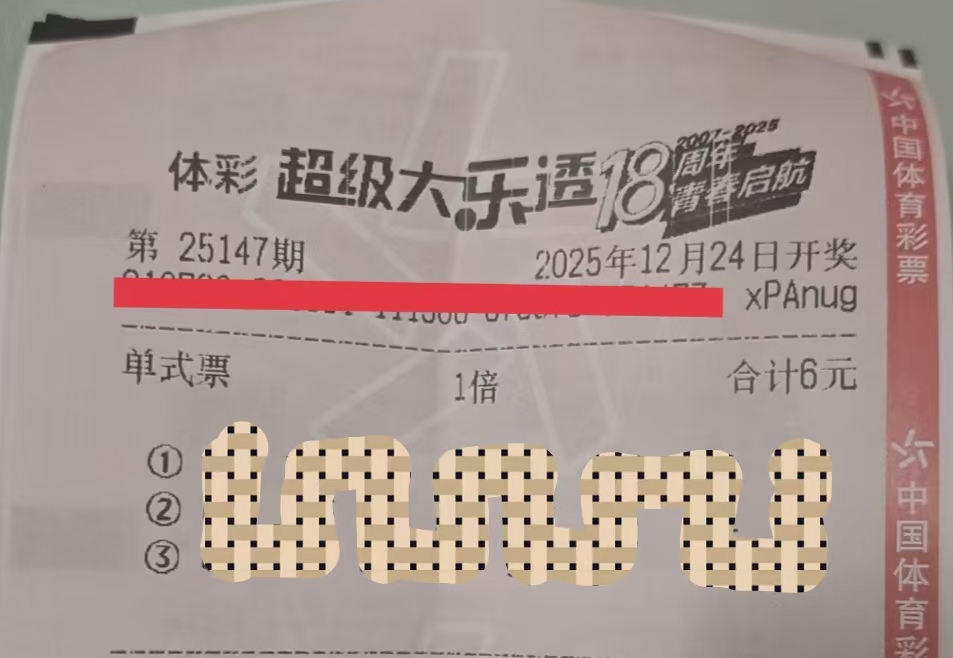 2007-2025
体彩 超级大乐透18周年青春启航
第 25147期 2025年12月24日开奖
xPAnug
单式票 1倍 合计6元
①
②
③
中国体育彩票
中国体育彩